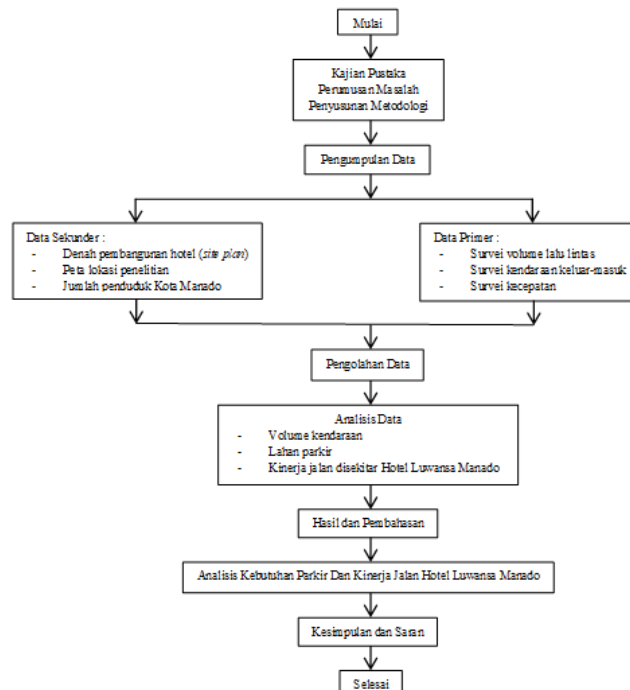 Mulai
Kajian Pustaka
Perumusan Masalah
Penyusunan Metodologi
Pengumpulan Data
Data Sekunder :
- Denah pembangunan hotel (site plan)
- Peta lokasi penelitian
- Jumlah penduduk Kota Manado
Data Primer :
- Survei volume lalu lintas
- Survei kendaraan keluar-masuk
- Survei kecepatan
Pengolahan Data
Analisis Data
- Volume kendaraan
- Lahan parkir
- Kinerja jalan disekitar Hotel Luwansa Manado
Hasil dan Pembahasan
Analisis Kebutuhan Parkir Dan Kinerja Jalan Hotel Luwansa Manado
Kesimpulan dan Saran
Selesai